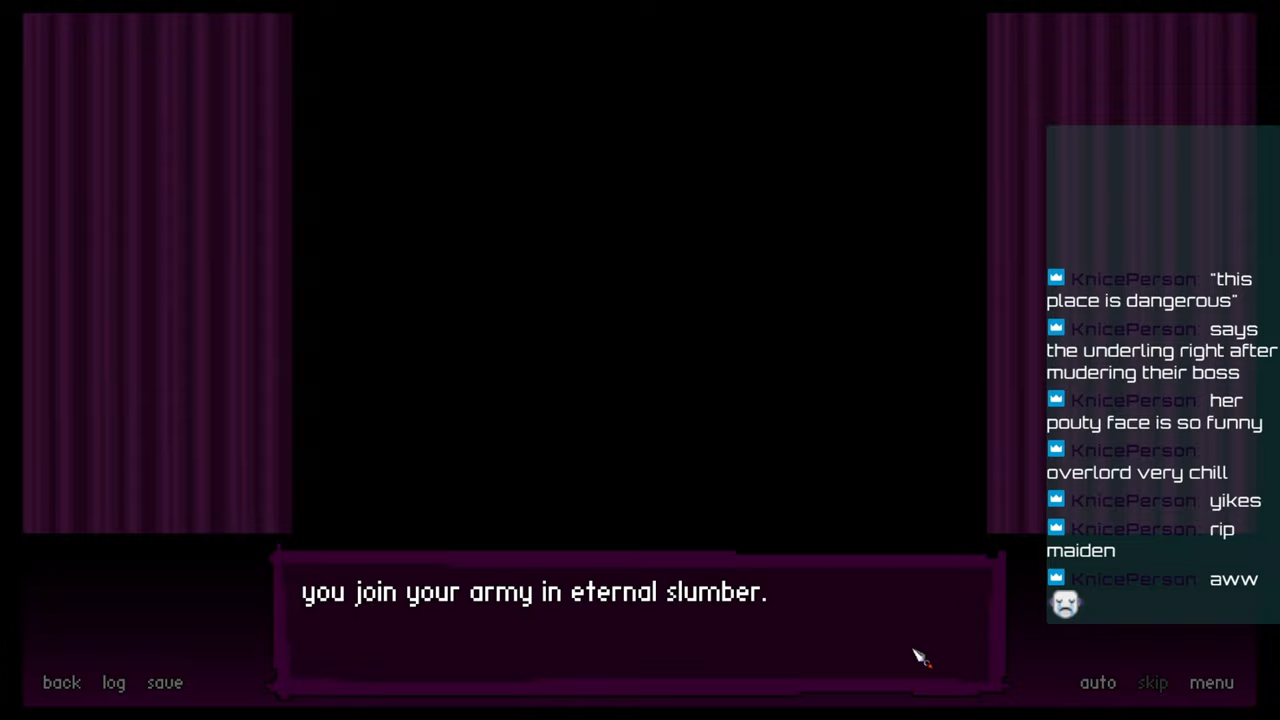 KnicePerson: "this
place is dangerous"
KnicePerson: says
the underling right after
mudering their boss
KnicePerson: her
pouty face is so funny
KnicePerson:
overlord very chill
KnicePerson: yikes
KnicePerson: rip
maiden
KnicePerson: aww
you join your army in eternal slumber.
back log save
auto skip menu